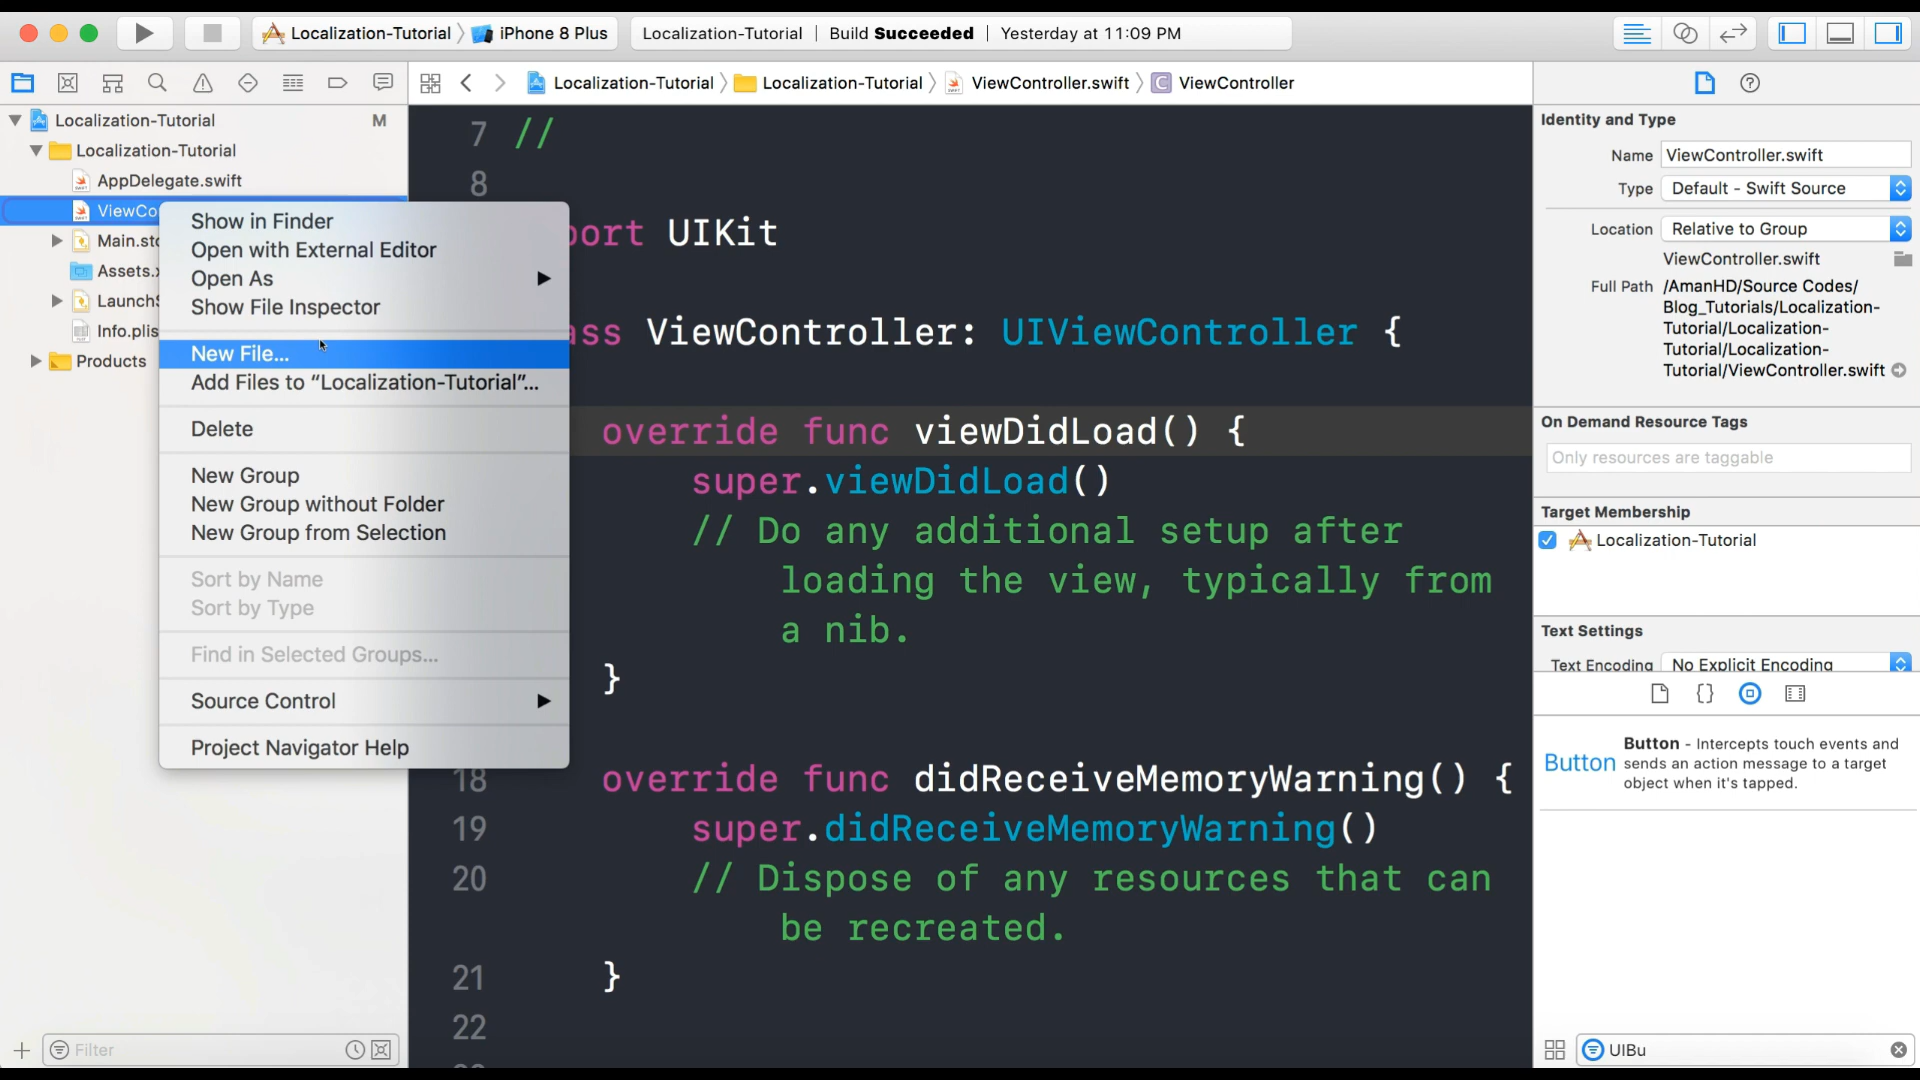 Localization-Tutorial
iPhone 8 Plus
Localization-Tutorial | Build Succeeded | Yesterday at 11:09 PM
Localization-Tutorial
Localization-Tutorial
ViewController.swift
ViewController
Localization-Tutorial M
Localization-Tutorial
AppDelegate.swift
ViewCo
Main.sto
Assets.x
LaunchS
Info.plis
Products
Show in Finder
Open with External Editor
Open As
Show File Inspector
New File...
Add Files to “Localization-Tutorial”...
Delete
New Group
New Group without Folder
New Group from Selection
Sort by Name
Sort by Type
Find in Selected Groups...
Source Control
Project Navigator Help
Filter
7 //
8
port UIKit
ass ViewController: UIViewController {
override func viewDidLoad() {
super.viewDidLoad()
// Do any additional setup after
loading the view, typically from
a nib.
}
18 override func didReceiveMemoryWarning() {
19 super.didReceiveMemoryWarning()
20 // Dispose of any resources that can
be recreated.
21 }
22
Identity and Type
Name ViewController.swift
Type Default - Swift Source
Location Relative to Group
ViewController.swift
Full Path /AmanHD/Source Codes/
Blog_Tutorials/Localization-
Tutorial/Localization-
Tutorial/Localization-
Tutorial/ViewController.swift
On Demand Resource Tags
Only resources are taggable
Target Membership
Localization-Tutorial
Text Settings
Text Encoding No Explicit Encoding
{}
Button
Button - Intercepts touch events and
sends an action message to a target
object when it's tapped.
UIBu